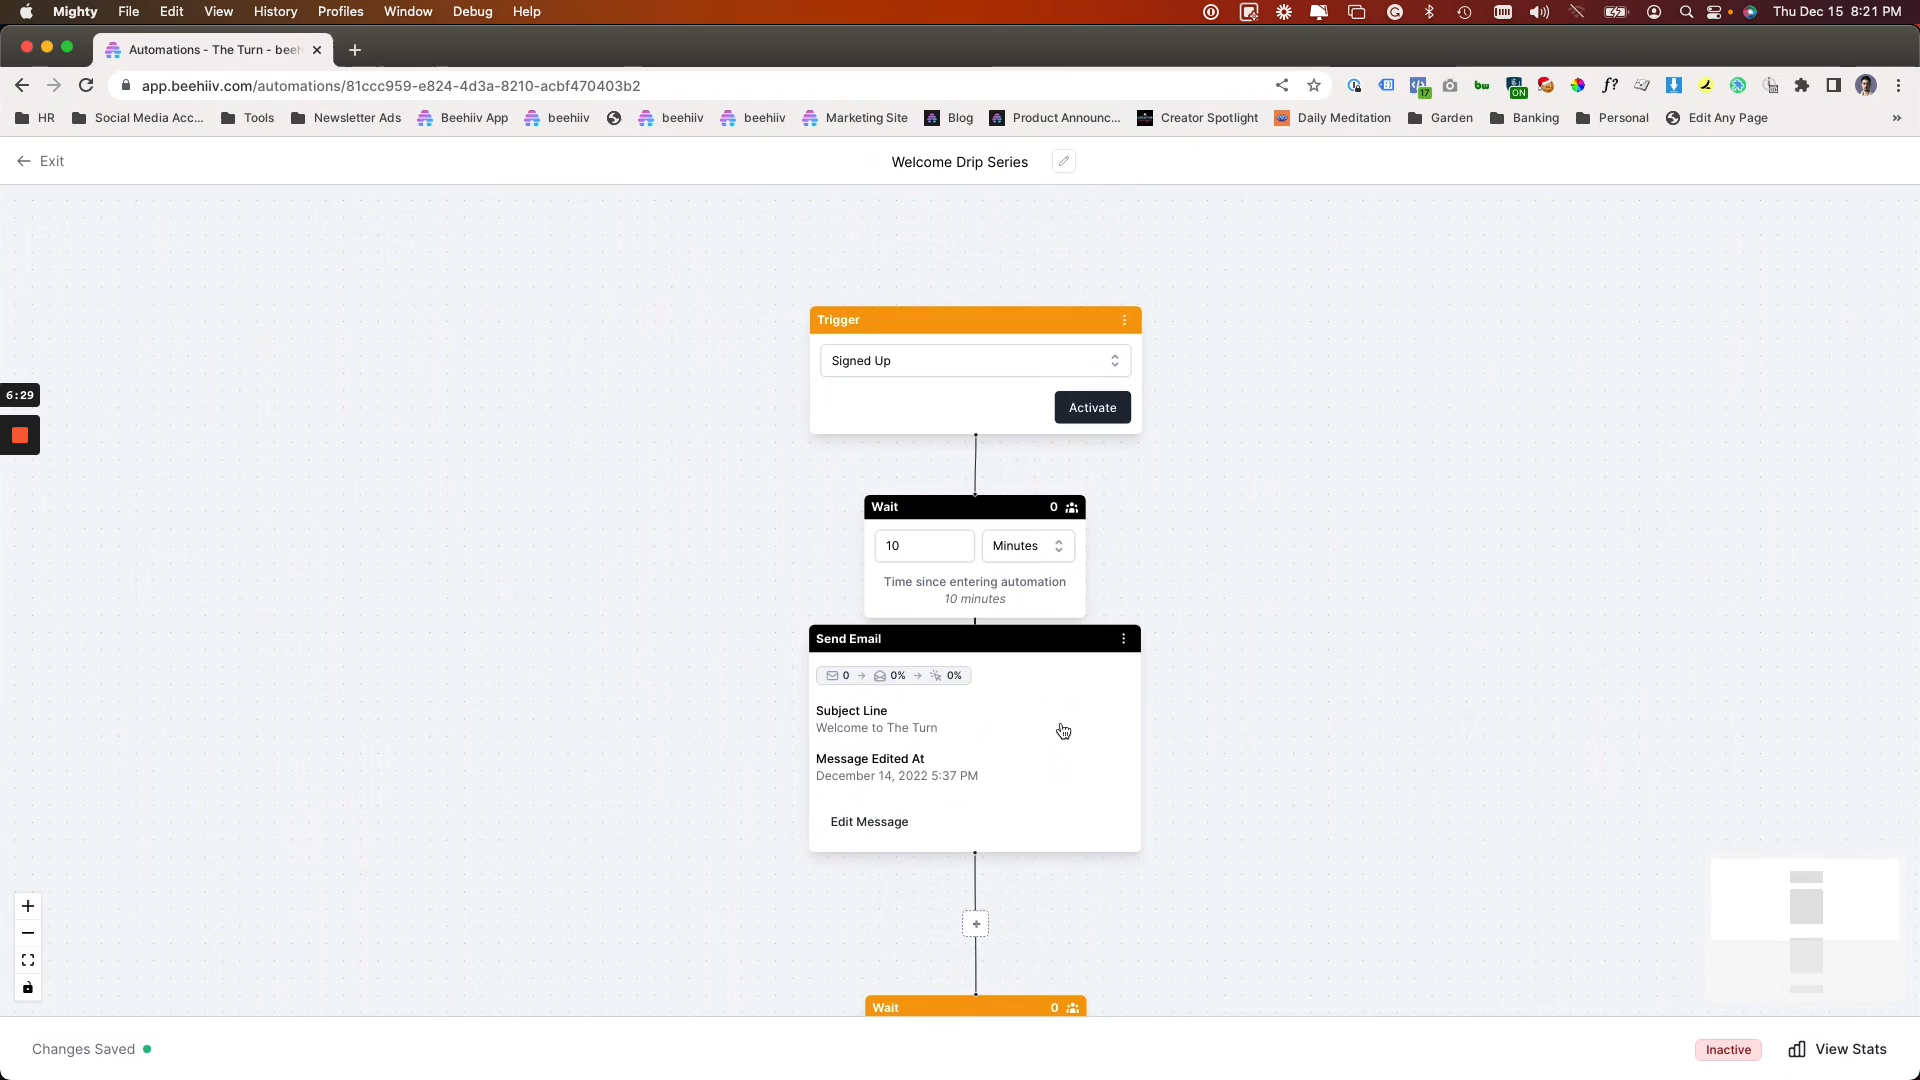 Mighty File Edit View History Profiles Window Debug Help Thu Dec 15 8:21 PM
Automations - The Turn - beeh
app.beehiiv.com/automations/81ccc959-e824-4d3a-8210-acbf470403b2
17 bw ON f?
HR Social Media Acc... Tools Newsletter Ads Beehiiv App beehiiv beehiiv beehiiv Marketing Site Blog Product Announc... Creator Spotlight Daily Meditation Garden Banking Personal Edit Any Page »
Exit Welcome Drip Series
Trigger
Signed Up
6:29
Activate
Wait 0
10 Minutes
Time since entering automation
10 minutes
Send Email
0 → 0% → 0%
Subject Line
Welcome to The Turn
Message Edited At
December 14, 2022 5:37 PM
Edit Message
Wait 0
Changes Saved Inactive View Stats